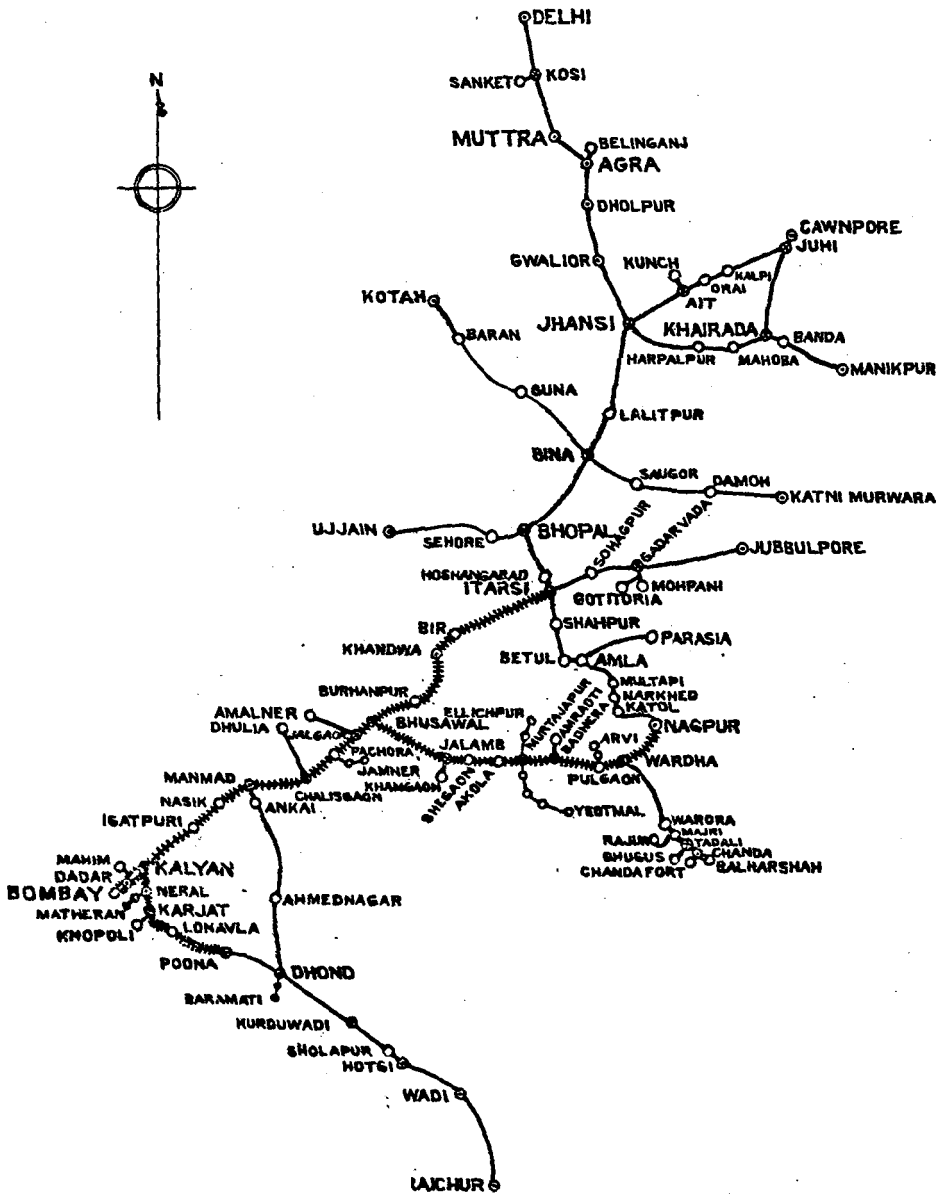 DELHI
N
SANKET
KOSI
MUTTRA
BELINGANJ
AGRA
DHOLPUR
CAWNPORE
JUHI
GWALIOR
KUNCH
KALPI
ORAI
AIT
KOTAH
JHANSI
KHAIRADA
BARAN
BANDA
HARPALPUR
MAHOBA
MANIKPUR
GUNA
LALITPUR
BINA
SAUGOR
DAMOH
KATNI MURWARA
UJJAIN
SEHORE
BHOPAL
SOHAGPUR
GADARVADA
JUBBULPORE
HOSHANGABAD
ITARSI
MOHPANI
GOTITORIA
SHAHPUR
BIR
KHANDWA
PARASIA
BETUL
AMLA
MULTAPI
BURHANPUR
NARKHED
KATOL
AMALNER
DHULIA
BHUSAWAL
ELLICHPUR
MURTAJAPUR
AMRAOTI
BADNERA
NAGPUR
JALGAO
ARVI
PACHORA
JALAMB
WARDHA
JAMNER
MANMAD
CHALISGAON
KHAMGAON
SHEGAON
AKOLA
PULGAON
NASIK
ANKAI
YEOTMAL
IGATPURI
WARORA
MAJRI
RAJUR
TADALI
MAHIM
KALYAN
BHUGUS
CHANDA
DADAR
CHANDA FORT
BALHARSHAH
BOMBAY
NERAL
MATHERAN
KARJAT
AHMEDNAGAR
KHOPOLI
LONAVLA
POONA
DHOND
BARAMATI
KURDUWADI
SHOLAPUR
HOTGI
WADI
RAICHUR